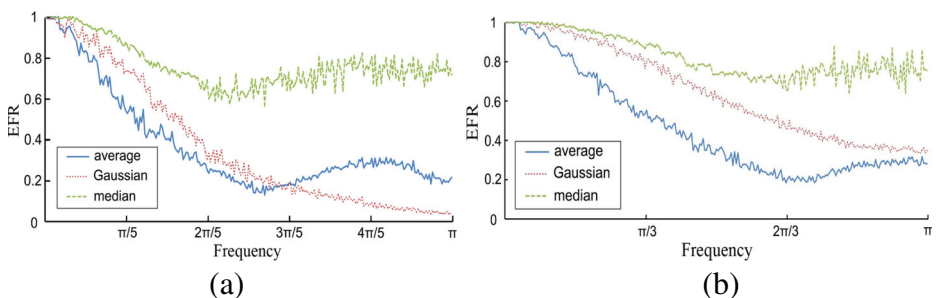 1
0.8
0.6
0.4
0.2
0
EFR
average
Gaussian
median
π/5
2π/5
3π/5
4π/5
π
Frequency
(a)
1
0.8
0.6
0.4
0.2
0
EFR
average
Gaussian
median
π/3
2π/3
π
Frequency
(b)